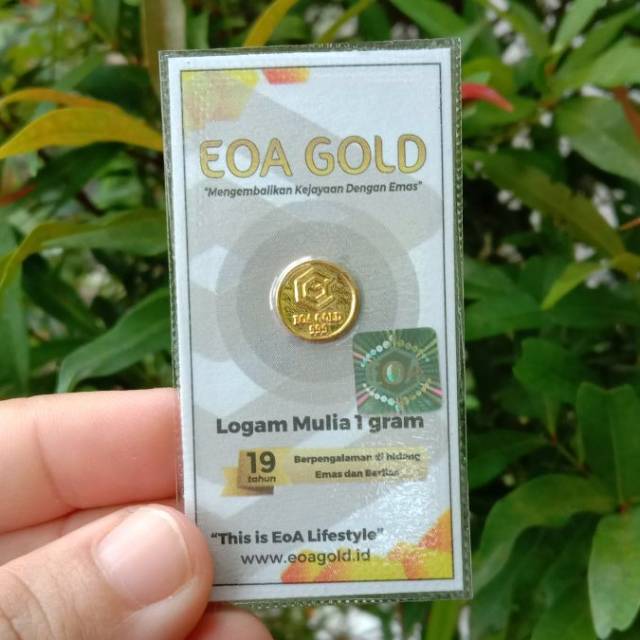 EOA GOLD
"Mengembalikan Kejayaan Dengan Emas"
EOA GOLD
999
EOA
Logam Mulia 1 gram
19
tahun
Berpengalaman di bidang
Emas dan Berlian
"This is EoA Lifestyle"
www.eoagold.id